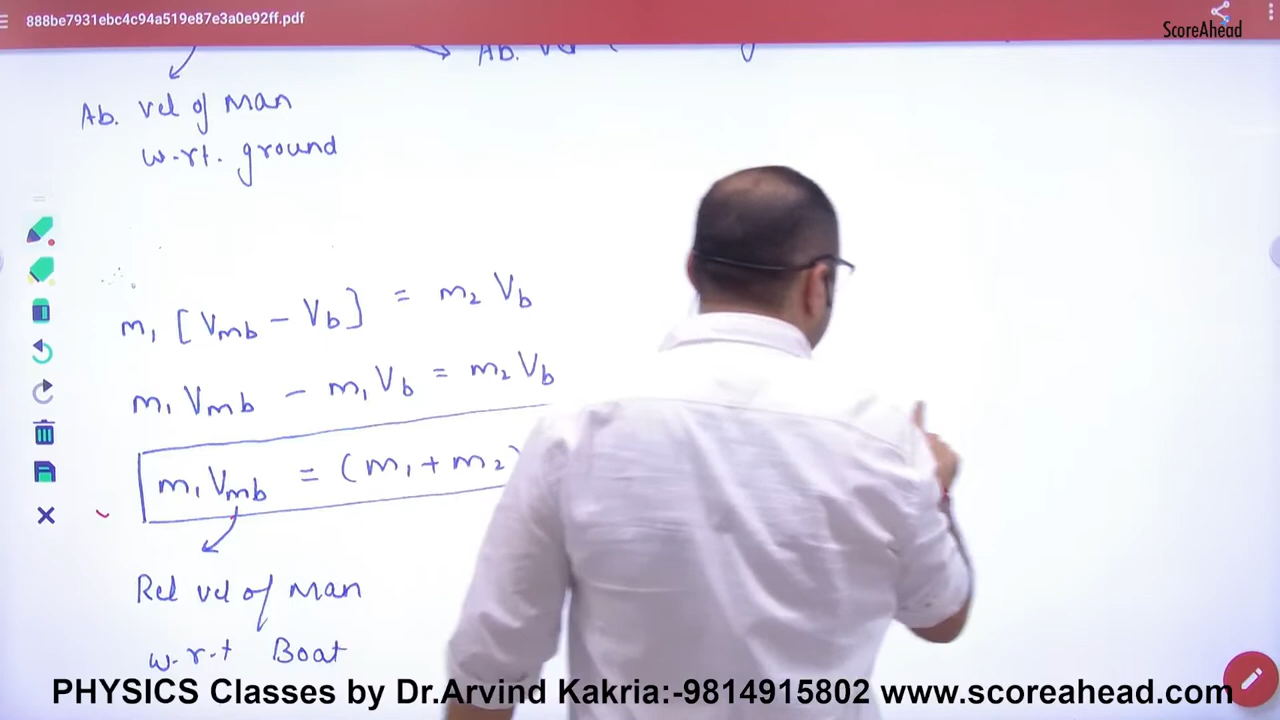 888be7931ebc4c94a519e87e3a0e92ff.pdf
ScoreAhead
Ab.
Ab. vel of man
w.r.t. ground
m₁ [Vmb − Vb] = m₂ Vb
m₁ Vmb − m₁ Vb = m₂ Vb
m₁ Vmb = (m₁ + m₂)
Rel vel of man
w.r.t Boat
PHYSICS Classes by Dr.Arvind Kakria:-9814915802 www.scoreahead.com